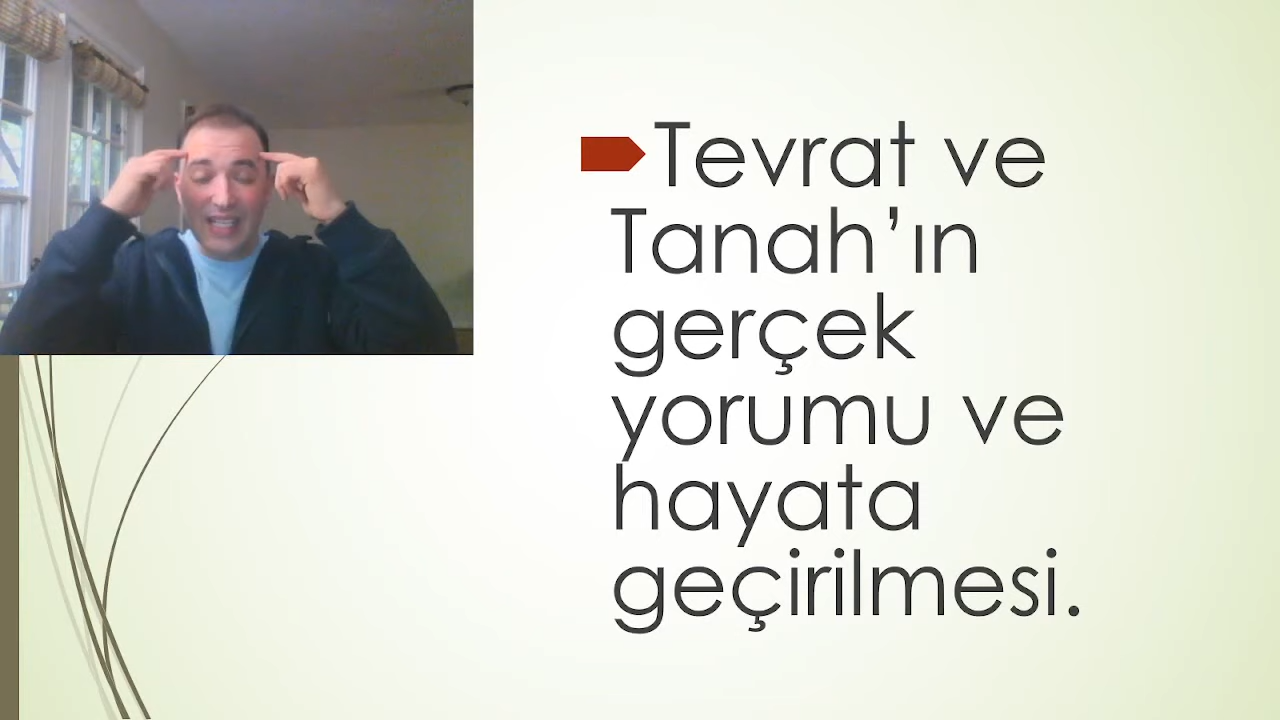 Tevrat ve
Tanah’ın
gerçek
yorumu ve
hayata
geçirilmesi.